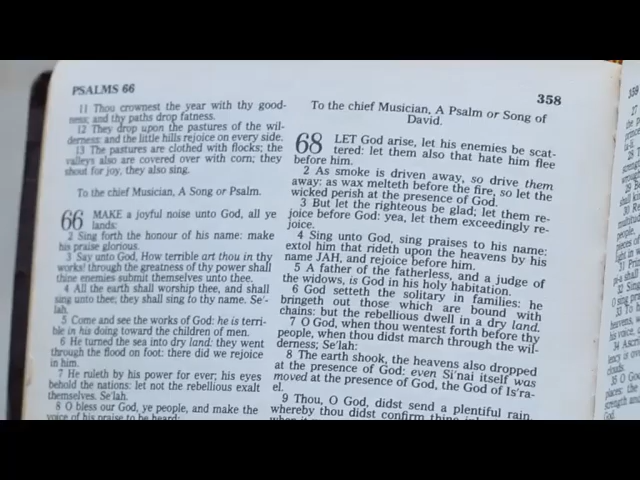 PSALMS 66
11 Thou crownest the year with thy good-
ness; and thy paths drop fatness.
12 They drop upon the pastures of the wil-
derness: and the little hills rejoice on every side.
13 The pastures are clothed with flocks; the
valleys also are covered over with corn; they
shout for joy, they also sing.
To the chief Musician, A Song or Psalm.
66 MAKE a joyful noise unto God, all ye
lands:
2 Sing forth the honour of his name: make
his praise glorious.
3 Say unto God, How terrible art thou in thy
works! through the greatness of thy power shall
thine enemies submit themselves unto thee.
4 All the earth shall worship thee, and shall
sing unto thee; they shall sing to thy name. Se'-
lah.
5 Come and see the works of God: he is terri-
ble in his doing toward the children of men.
6 He turned the sea into dry land: they went
through the flood on foot: there did we rejoice
in him.
7 He ruleth by his power for ever; his eyes
behold the nations: let not the rebellious exalt
themselves. Se'lah.
8 O bless our God, ye people, and make the
voice of his praise to be heard:
358
To the chief Musician, A Psalm or Song of
David.
68 LET God arise, let his enemies be scat-
tered: let them also that hate him flee
before him.
2 As smoke is driven away, so drive them
away: as wax melteth before the fire, so let the
wicked perish at the presence of God.
3 But let the righteous be glad; let them re-
joice before God: yea, let them exceedingly re-
joice.
4 Sing unto God, sing praises to his name:
extol him that rideth upon the heavens by his
name JAH, and rejoice before him.
5 A father of the fatherless, and a judge of
the widows, is God in his holy habitation.
6 God setteth the solitary in families: he
bringeth out those which are bound with
chains: but the rebellious dwell in a dry land.
7 O God, when thou wentest forth before thy
people, when thou didst march through the wil-
derness; Se'lah:
8 The earth shook, the heavens also dropped
at the presence of God: even Si'nai itself was
moved at the presence of God, the God of Is'ra-
el.
9 Thou, O God, didst send a plentiful rain,
whereby thou didst confirm thine